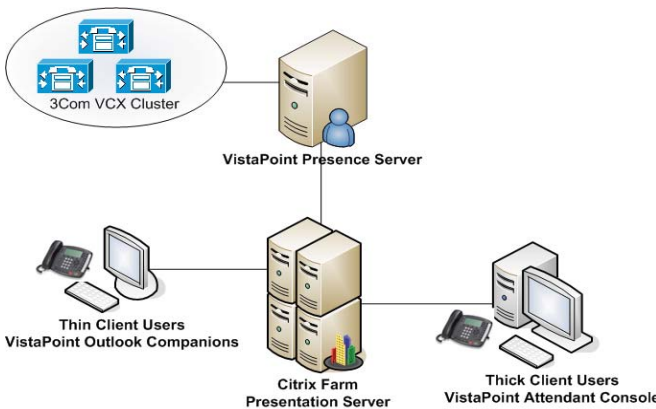 3Com VCX Cluster
VistaPoint Presence Server
Thin Client Users
VistaPoint Outlook Companions
Citrix Farm
Presentation Server
Thick Client Users
VistaPoint Attendant Console